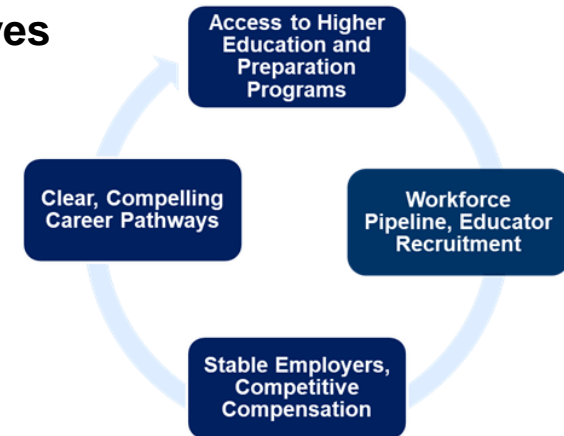 ves
Access to Higher
Education and
Preparation
Programs
Clear, Compelling
Career Pathways
Workforce
Pipeline, Educator
Recruitment
Stable Employers,
Competitive
Compensation